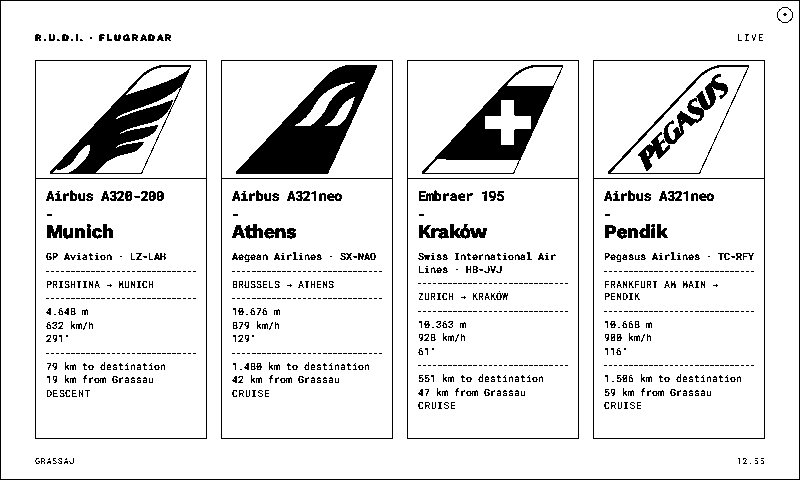 R.U.D.I. · FLUGRADAR
LIVE
PEGASUS
Airbus A320-200
-
Munich
GP Aviation · LZ-LAH
PRISHTINA → MUNICH
4.648 m
632 km/h
291°
79 km to destination
19 km from Grassau
DESCENT
Airbus A321neo
-
Athens
Aegean Airlines · SX-NAO
BRUSSELS → ATHENS
10.676 m
879 km/h
129°
1.480 km to destination
42 km from Grassau
CRUISE
Embraer 195
-
Kraków
Swiss International Air
Lines · HB-JVJ
ZURICH → KRAKÓW
10.363 m
928 km/h
61°
551 km to destination
47 km from Grassau
CRUISE
Airbus A321neo
-
Pendik
Pegasus Airlines · TC-RFY
FRANKFURT AM MAIN →
PENDIK
10.668 m
900 km/h
116°
1.506 km to destination
59 km from Grassau
CRUISE
GRASSAU